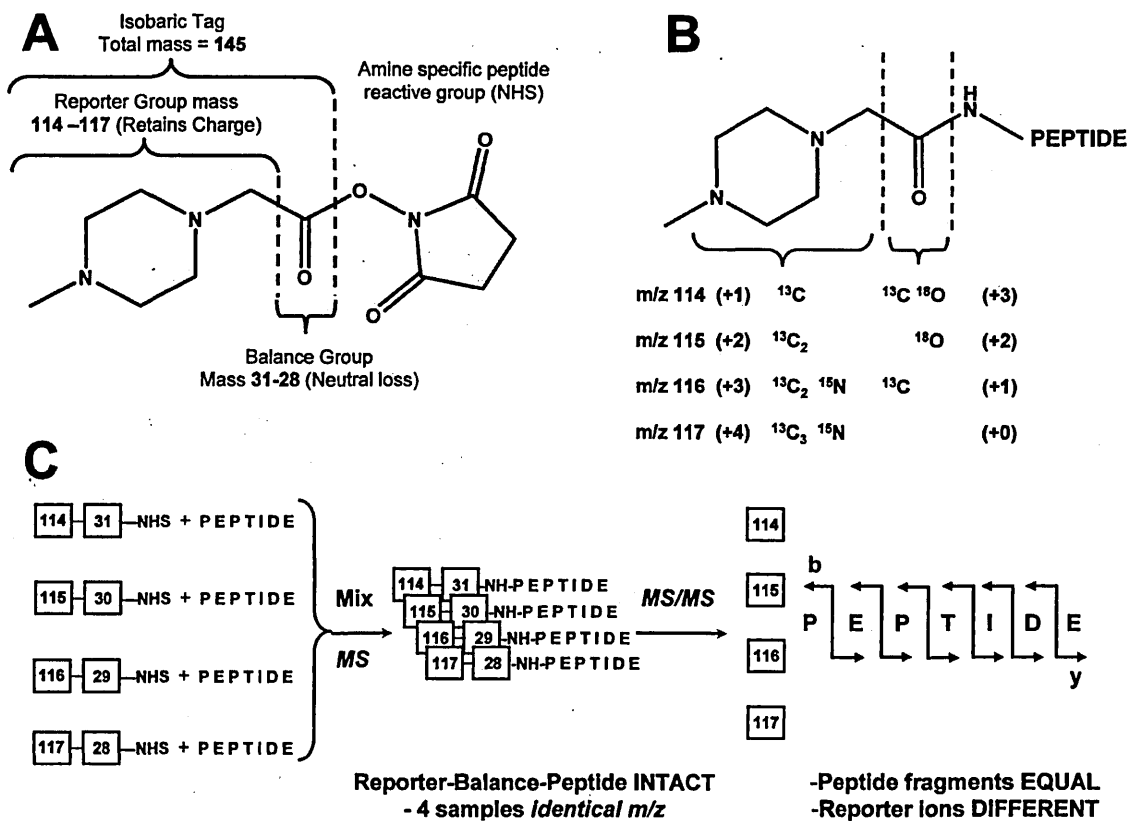 A
Isobaric Tag
Total mass = 145
Reporter Group mass
114 –117 (Retains Charge)
Amine specific peptide
reactive group (NHS)
N
N
O
O
N
O
O
Balance Group
Mass 31-28 (Neutral loss)
B
N
N
O
H
N
PEPTIDE
m/z 114 (+1) ¹³C ¹³C ¹⁸O (+3)
m/z 115 (+2) ¹³C₂ ¹⁸O (+2)
m/z 116 (+3) ¹³C₂ ¹⁵N ¹³C (+1)
m/z 117 (+4) ¹³C₃ ¹⁵N (+0)
C
114 31 NHS + PEPTIDE
115 30 NHS + PEPTIDE
116 29 NHS + PEPTIDE
117 28 NHS + PEPTIDE
Mix
MS
114 31 NH-PEPTIDE
115 30 NH-PEPTIDE
116 29 NH-PEPTIDE
117 28 NH-PEPTIDE
Reporter-Balance-Peptide INTACT
- 4 samples identical m/z
MS/MS
114
115
116
117
b
P E P T I D E
y
-Peptide fragments EQUAL
-Reporter ions DIFFERENT